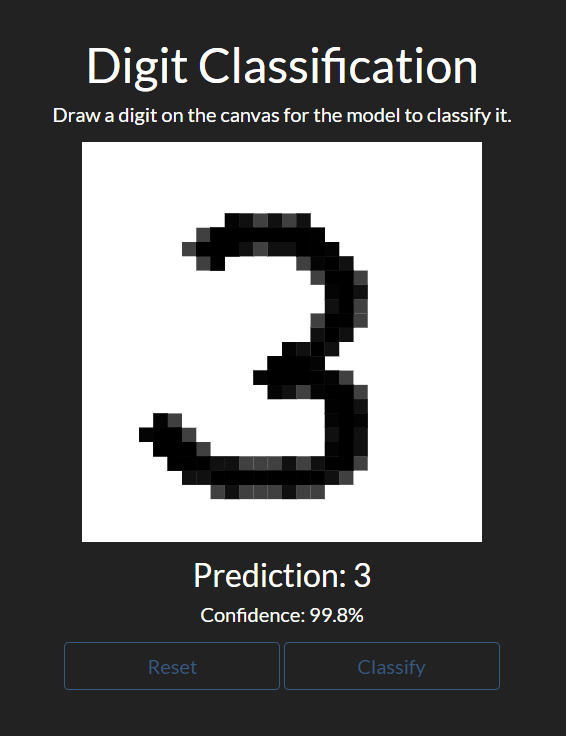 Digit Classification
Draw a digit on the canvas for the model to classify it.
3
Prediction: 3
Confidence: 99.8%
Reset
Classify